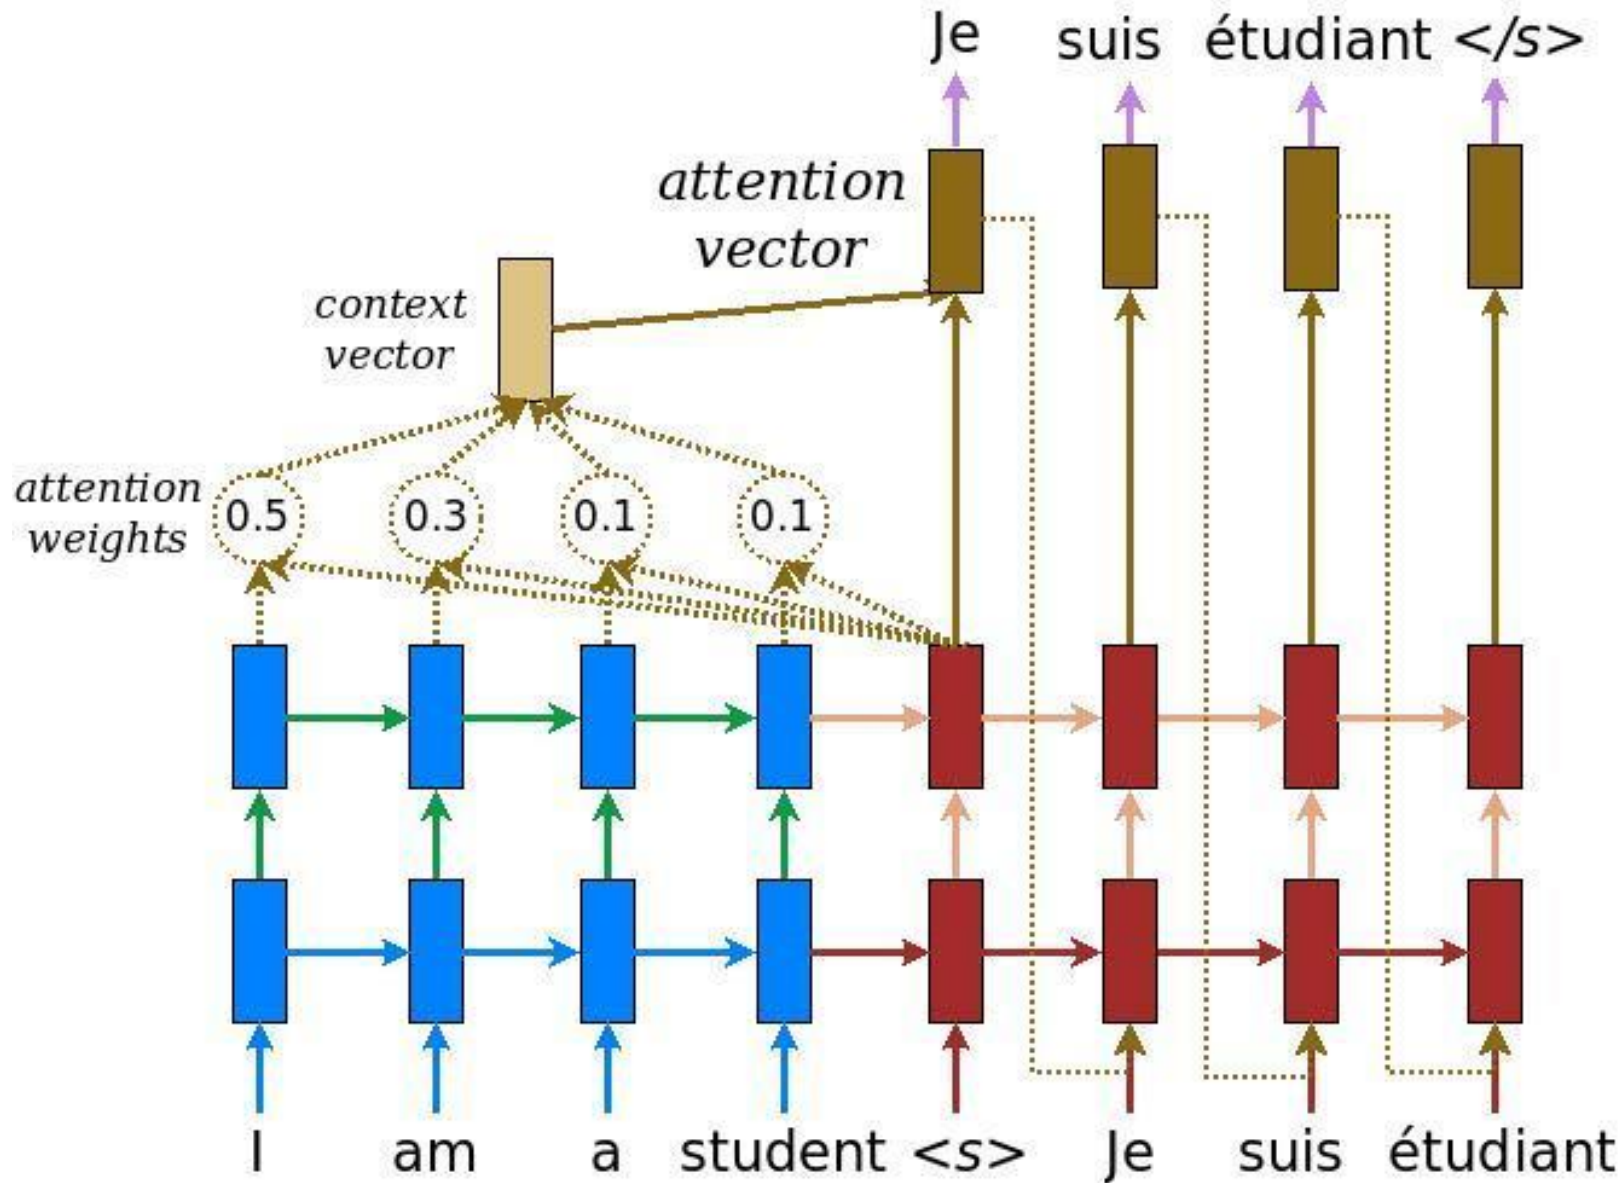 Je suis étudiant </s>
attention
vector
context
vector
attention
weights
0.5 0.3 0.1 0.1
I am a student <s> Je suis étudiant